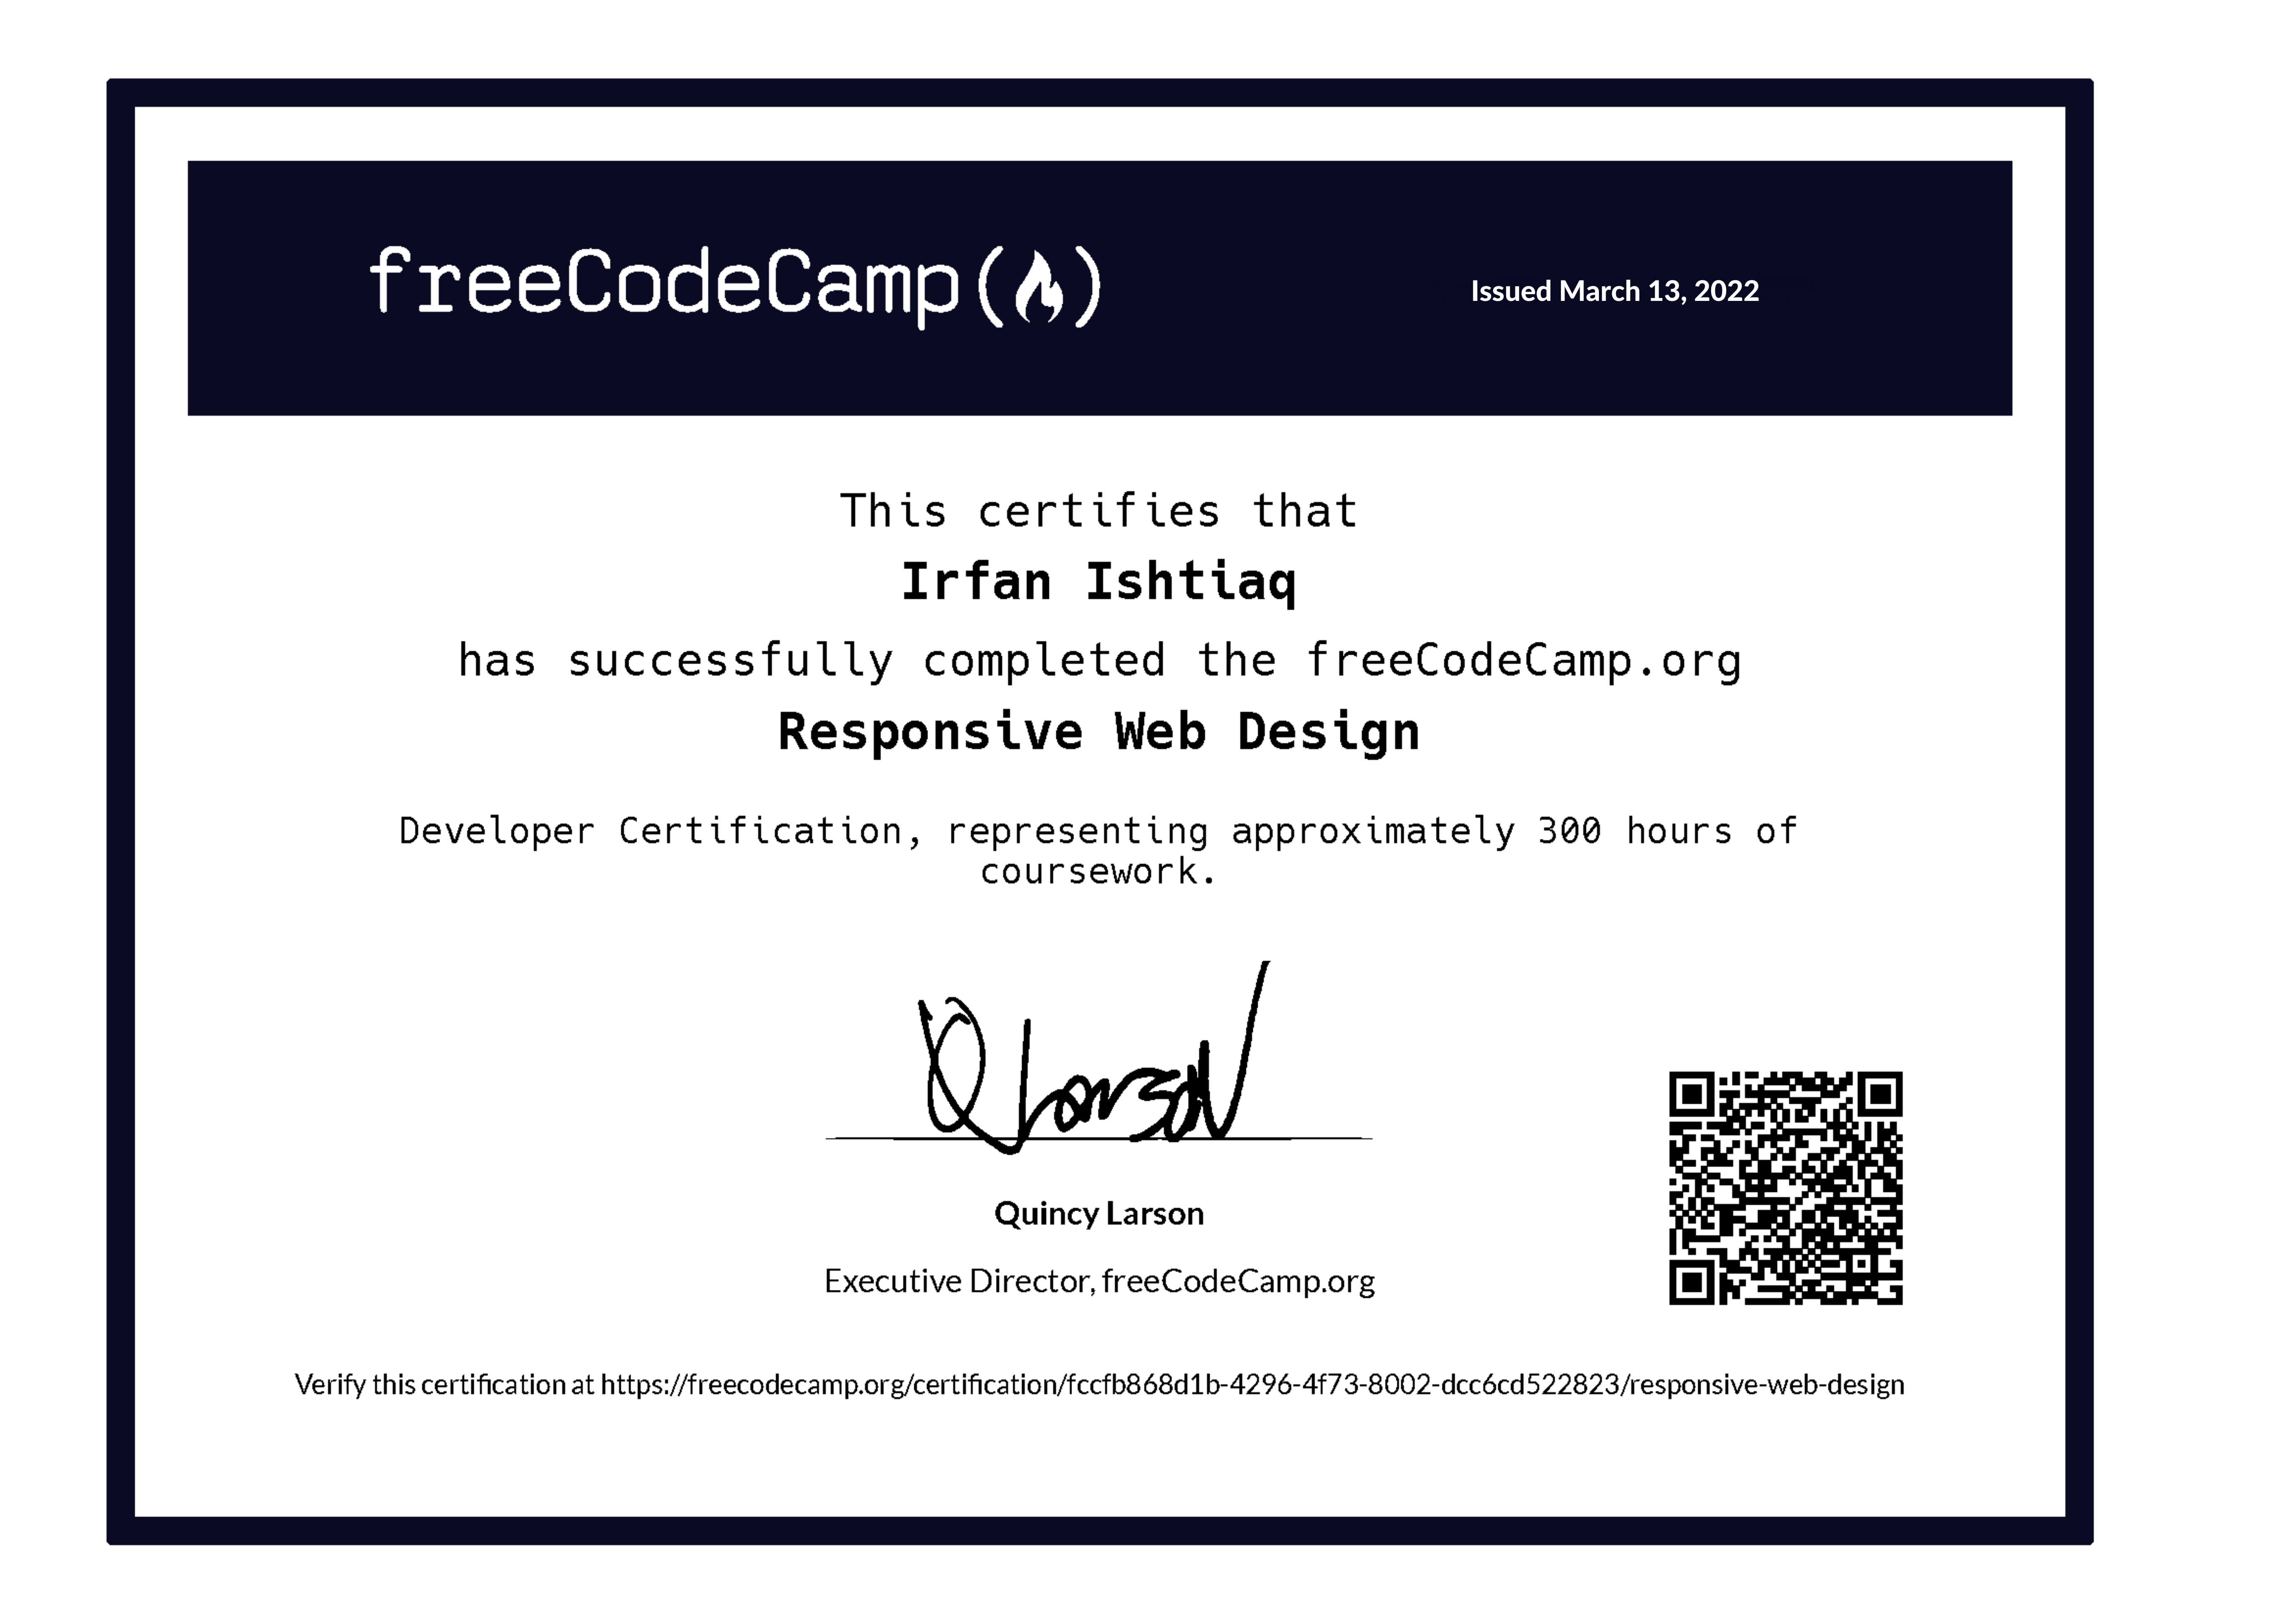 freeCodeCamp
Issued March 13, 2022
This certifies that
Irfan Ishtiaq
has successfully completed the freeCodeCamp.org
Responsive Web Design
Developer Certification, representing approximately 300 hours of
coursework.
Q Larson
Quincy Larson
Executive Director, freeCodeCamp.org
Verify this certification at https://freecodecamp.org/certification/fccfb868d1b-4296-4f73-8002-dcc6cd522823/responsive-web-design